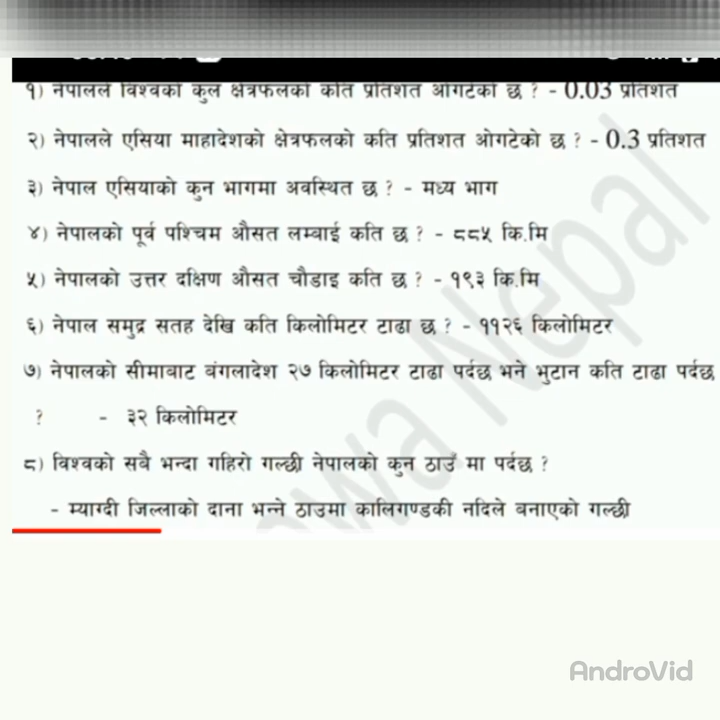 १) नेपालले विश्वको कुल क्षेत्रफलको कति प्रतिशत ओगटेको छ ? - 0.03 प्रतिशत
२) नेपालले एसिया माहादेशको क्षेत्रफलको कति प्रतिशत ओगटेको छ ? - 0.3 प्रतिशत
३) नेपाल एसियाको कुन भागमा अवस्थित छ ? - मध्य भाग
४) नेपालको पूर्व पश्चिम औसत लम्बाई कति छ ? - ८८५ कि.मि
५) नेपालको उत्तर दक्षिण औसत चौडाइ कति छ ? - १९३ कि.मि
६) नेपाल समुद्र सतह देखि कति किलोमिटर टाढा छ ? - ११२६ किलोमिटर
७) नेपालको सीमाबाट बंगलादेश २७ किलोमिटर टाढा पर्दछ भने भुटान कति टाढा पर्दछ
? - ३२ किलोमिटर
८) विश्वको सबै भन्दा गहिरो गल्छी नेपालको कुन ठाउँ मा पर्दछ ?
- म्याग्दी जिल्लाको दाना भन्ने ठाउमा कालिगण्डकी नदिले बनाएको गल्छी
wa Nepal
AndroVid